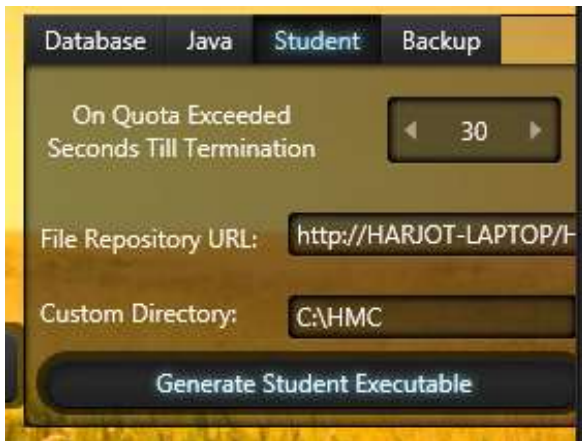 Database Java Student Backup
On Quota Exceeded
Seconds Till Termination
30
File Repository URL: http://HARJOT-LAPTOP/H
Custom Directory: C:\HMC
Generate Student Executable